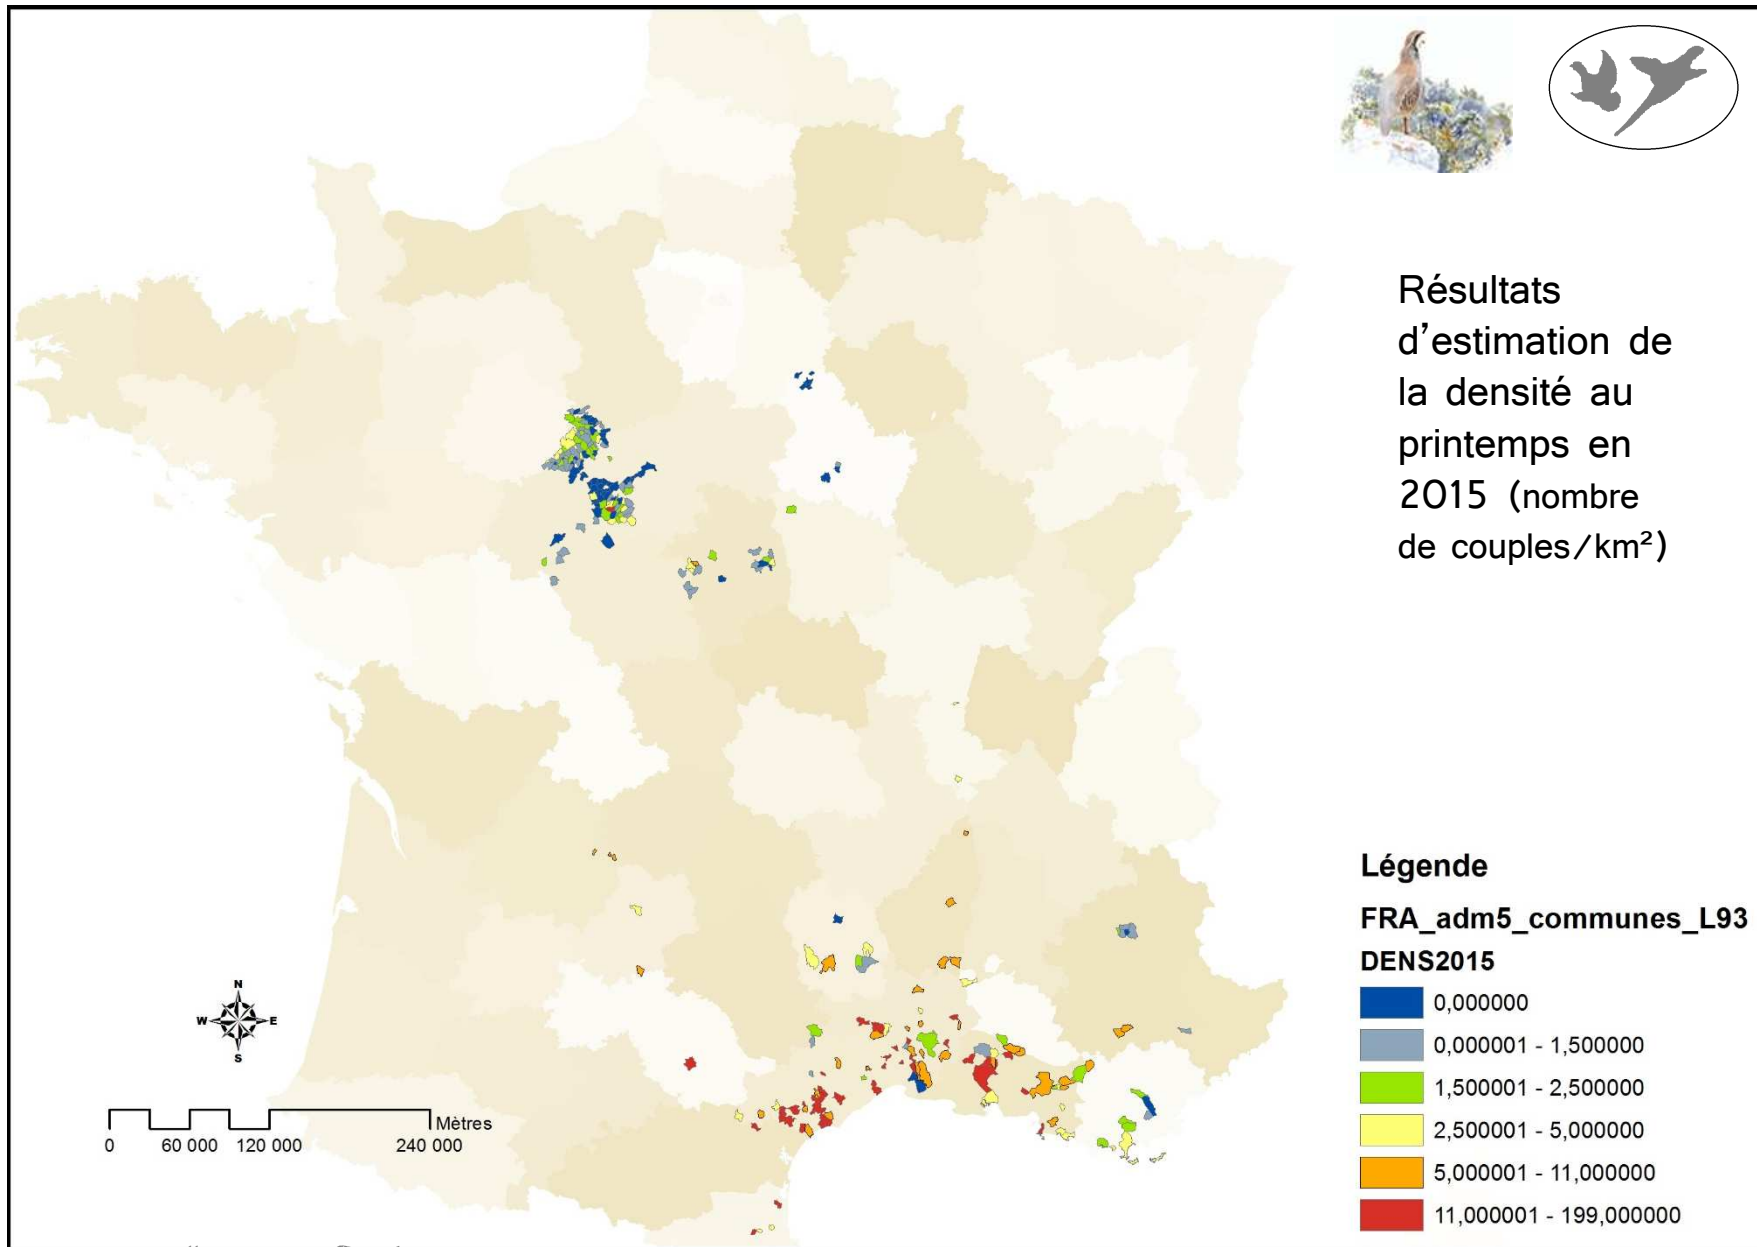 Résultats
d'estimation de
la densité au
printemps en
2015 (nombre
de couples/km²)
Légende
FRA_adm5_communes_L93
DENS2015
0,000000
0,000001 - 1,500000
1,500001 - 2,500000
2,500001 - 5,000000
5,000001 - 11,000000
11,000001 - 199,000000
N
W E
S
Mètres
0 60 000 120 000 240 000